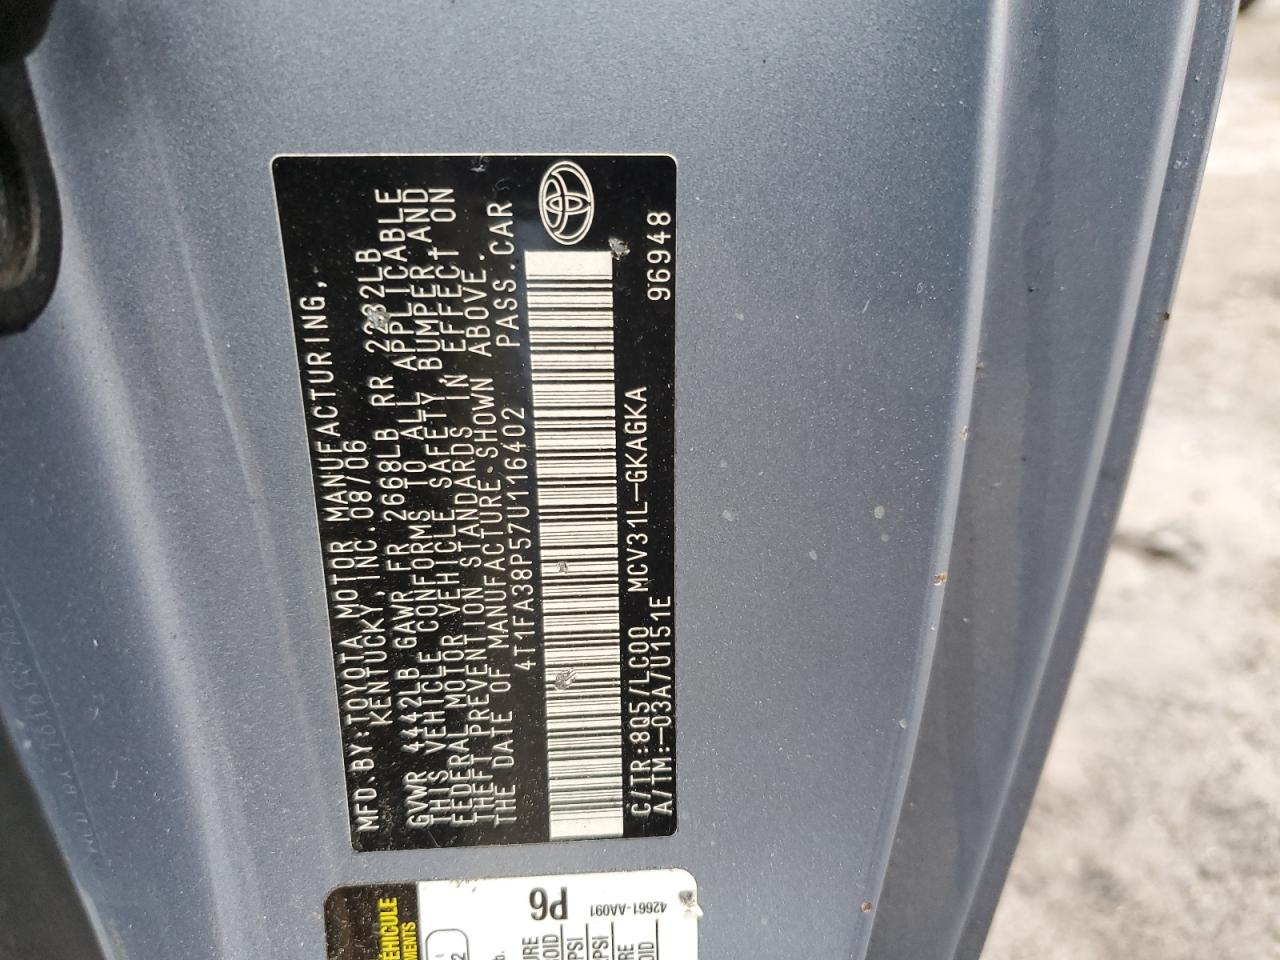 MFD.BY:TOYOTA MOTOR MANUFACTURING,
KENTUCKY, INC.08/06
GVWR 4442LB GAWR FR 2668LB RR 2232LB
THIS VEHICLE CONFORMS TO ALL APPLICABLE
FEDERAL MOTOR VEHICLE SAFETY, BUMPER, AND
THEFT PREVENTION STANDARDS IN EFFECT ON
THE DATE OF MANUFACTURE SHOWN ABOVE.
4T1FA38P57U116402 PASS.CAR
C/TR:8Q5/LC00 MCV31L-GKAGKA 96948
A/TM:-03A/U151E
P6
42661-AA091